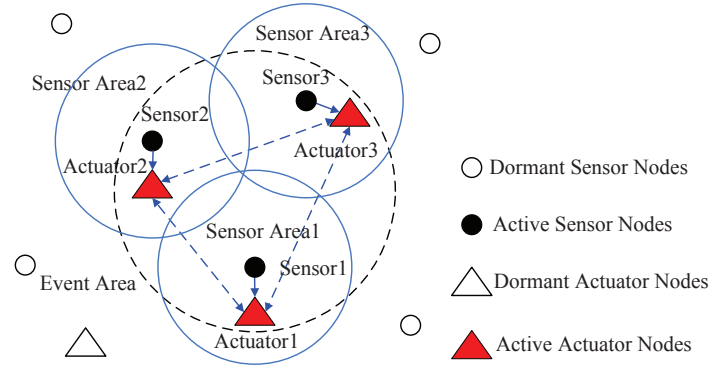 Sensor Area3
Sensor Area2
Sensor3
Sensor2
Actuator3
Actuator2
Dormant Sensor Nodes
Active Sensor Nodes
Sensor Area1
Sensor1
Event Area
Dormant Actuator Nodes
Actuator1
Active Actuator Nodes